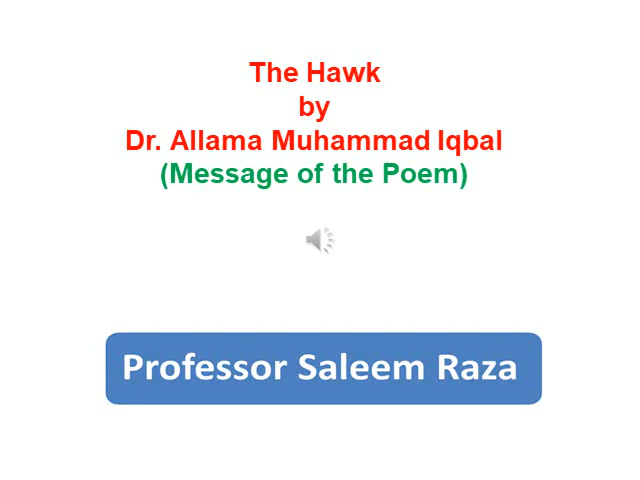 The Hawk
by
Dr. Allama Muhammad Iqbal
(Message of the Poem)
Professor Saleem Raza